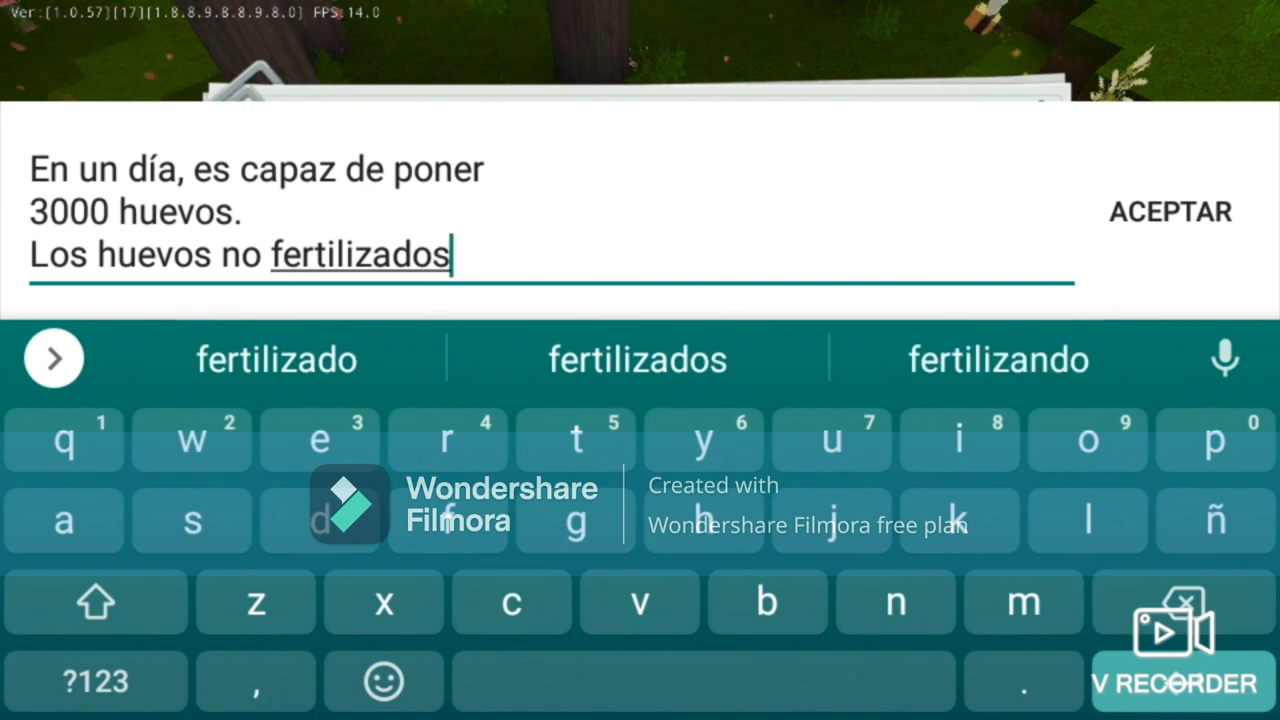 Ver:[1.0.57][17][1.8.8.9.8.8.9.8.0] FPS:14.0
En un día, es capaz de poner
3000 huevos.
Los huevos no fertilizados
ACEPTAR
fertilizado fertilizados fertilizando
q 1 w 2 e 3 r 4 t 5 y 6 u 7 i 8 o 9 p 0
a s d f g h j k l ñ
Wondershare
Filmora
Created with
Wondershare Filmora free plan
z x c v b n m
?123 , .
V RECORDER